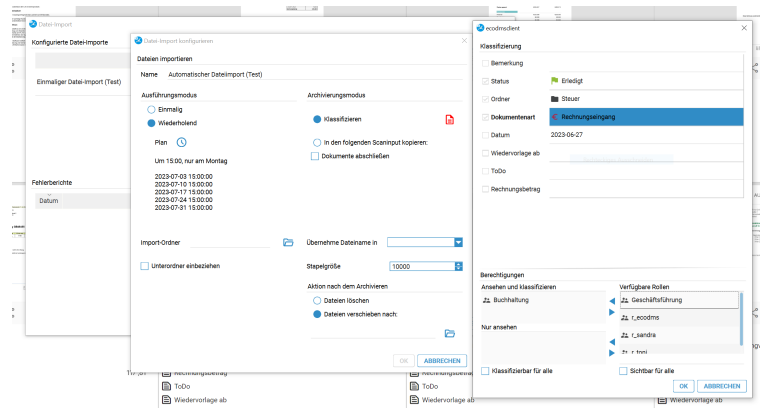 Datei-Import
Konfigurierte Datei-Importe
Einmaliger Datei-Import (Test)
Fehlerberichte
Datum
Datei-Import konfigurieren
Dateien importieren
Name Automatischer Dateiimport (Test)
Ausführungsmodus
Einmalig
Wiederholend
Plan
Um 15:00, nur am Montag
2023-07-03 15:00:00
2023-07-10 15:00:00
2023-07-17 15:00:00
2023-07-24 15:00:00
2023-07-31 15:00:00
Import-Ordner
Unterordner einbeziehen
Archivierungsmodus
Klassifizieren
In den folgenden Scaninput kopieren:
Dokumente abschließen
Übernehme Dateiname in
Stapelgröße 10000
Aktion nach dem Archivieren
Dateien löschen
Dateien verschieben nach:
OK ABBRECHEN
ecodmsclient
Klassifizierung
Bemerkung
Status Erledigt
Ordner Steuer
Dokumentenart Rechnungseingang
Datum 2023-06-27
Wiedervorlage ab
ToDo
Rechnungsbetrag
Berechtigungen
Ansehen und klassifizieren
Buchhaltung
Nur ansehen
Verfügbare Rollen
Geschäftsführung
r_ecodms
r_sandra
r_toni
Klassifizierbar für alle
Sichtbar für alle
OK ABBRECHEN
Rechnungsbetrag
ToDo
ToDo
Wiedervorlage ab
Wiedervorlage ab
Wiedervorlage ab